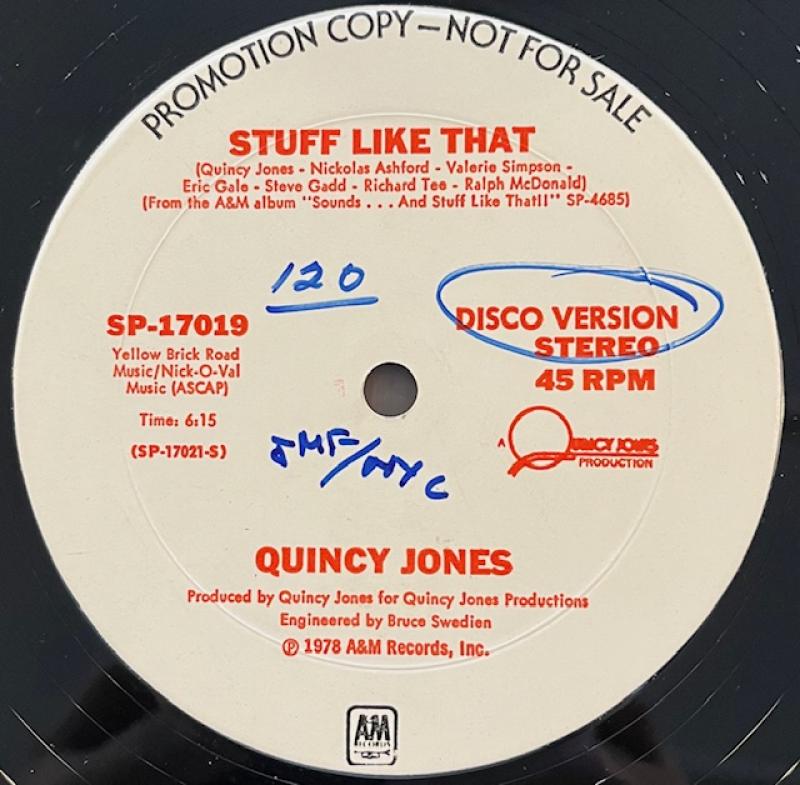 PROMOTION COPY—NOT FOR SALE
STUFF LIKE THAT
(Quincy Jones - Nickolas Ashford - Valerie Simpson -
Eric Gale - Steve Gadd - Richard Tee - Ralph McDonald)
(From the A&M album "Sounds . . . And Stuff Like That!!" SP-4685)
120
SP-17019
Yellow Brick Road
Music/Nick-O-Val
Music (ASCAP)
Time: 6:15
(SP-17021-S)
DISCO VERSION
STEREO
45 RPM
A QUINCY JONES
PRODUCTION
JMF/NYC
QUINCY JONES
Produced by Quincy Jones for Quincy Jones Productions
Engineered by Bruce Swedien
℗ 1978 A&M Records, Inc.
A&M
RECORDS